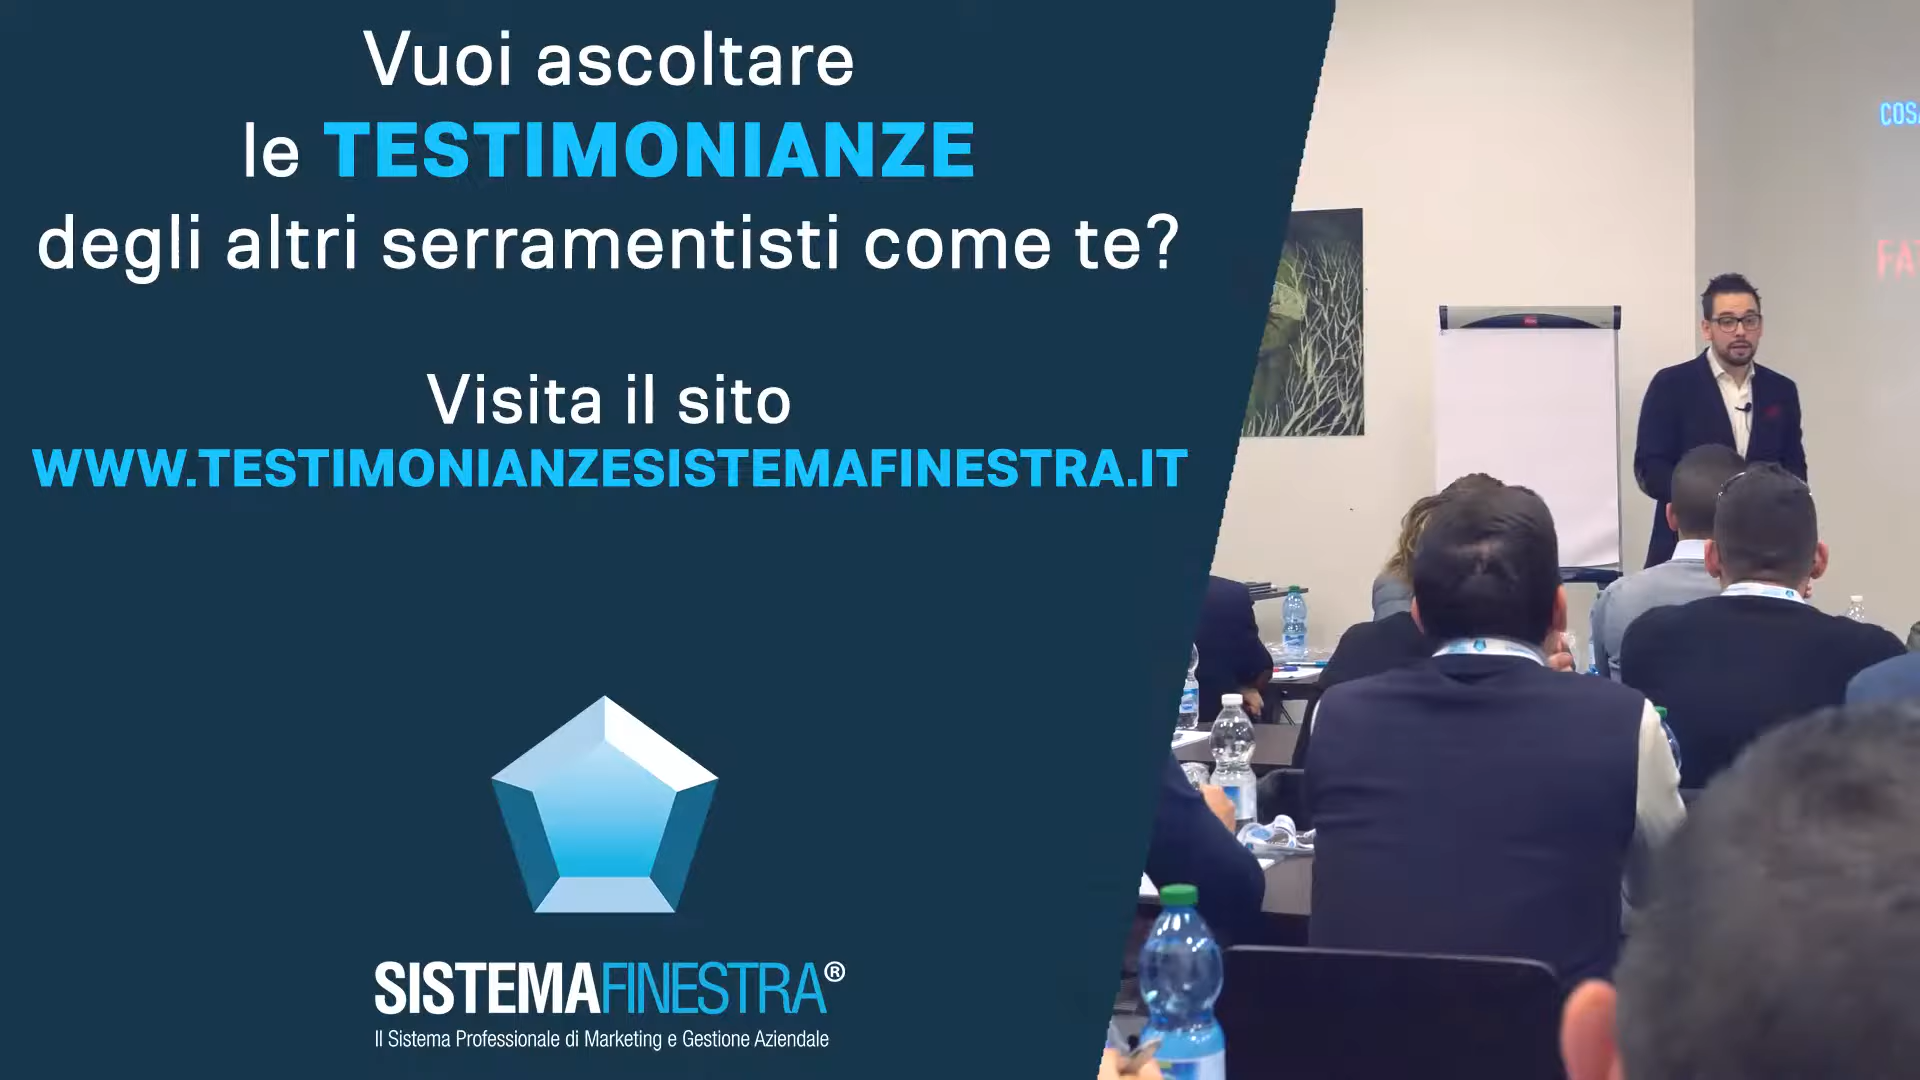 Vuoi ascoltare
le TESTIMONIANZE
degli altri serramentisti come te?
Visita il sito
WWW.TESTIMONIANZESISTEMAFINESTRA.IT
SISTEMAFINESTRA®
Il Sistema Professionale di Marketing e Gestione Aziendale